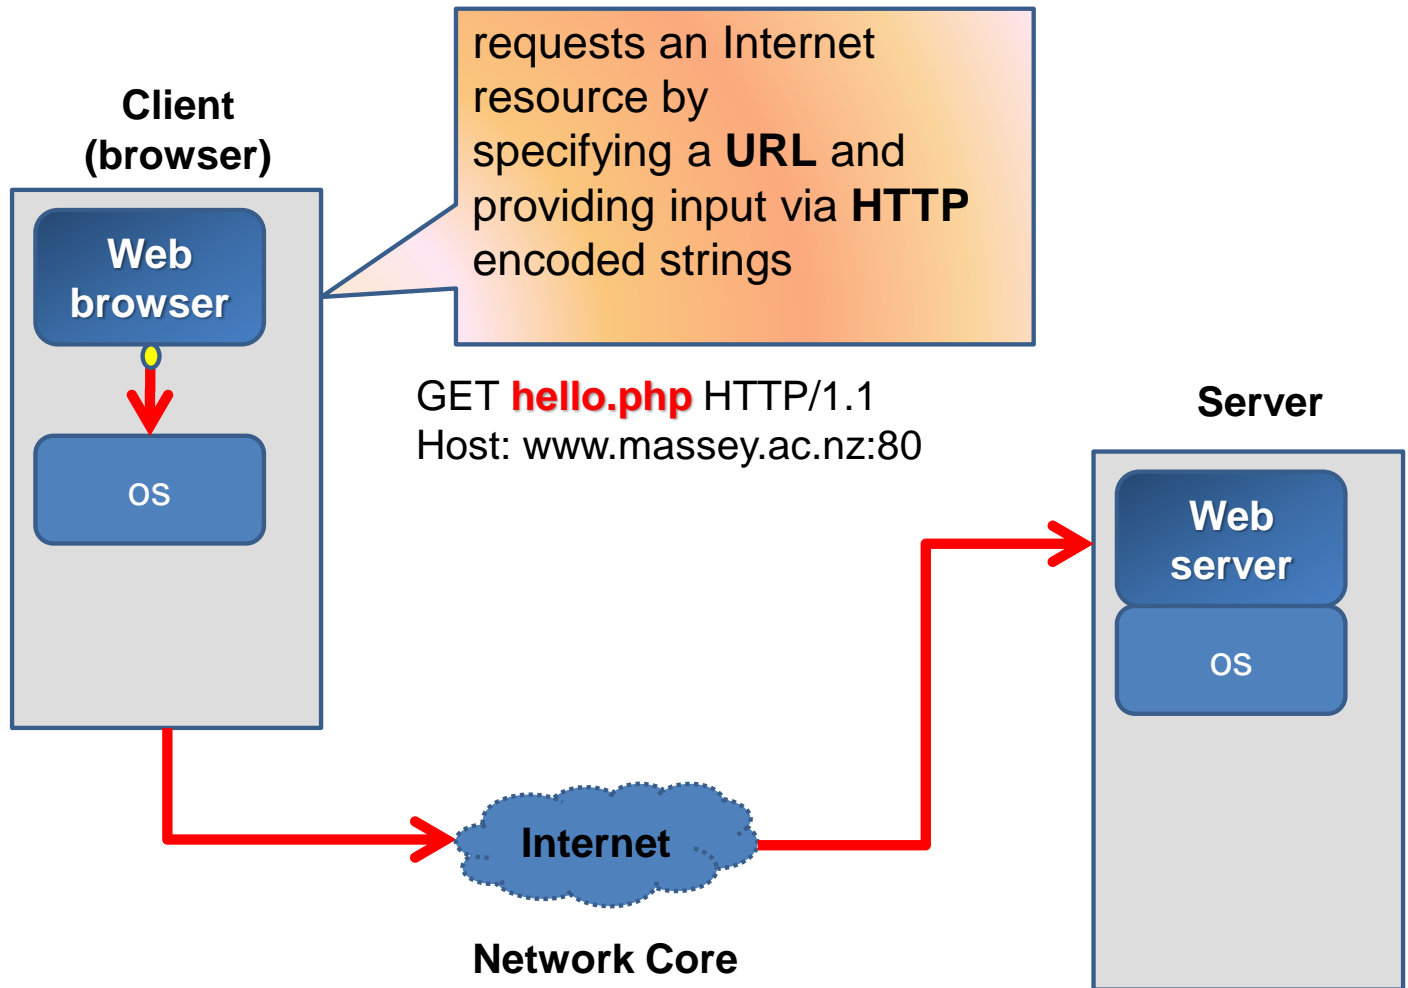 requests an Internet
resource by
specifying a URL and
providing input via HTTP
encoded strings
Client
(browser)
Web
browser
os
GET hello.php HTTP/1.1
Host: www.massey.ac.nz:80
Server
Web
server
os
Internet
Network Core